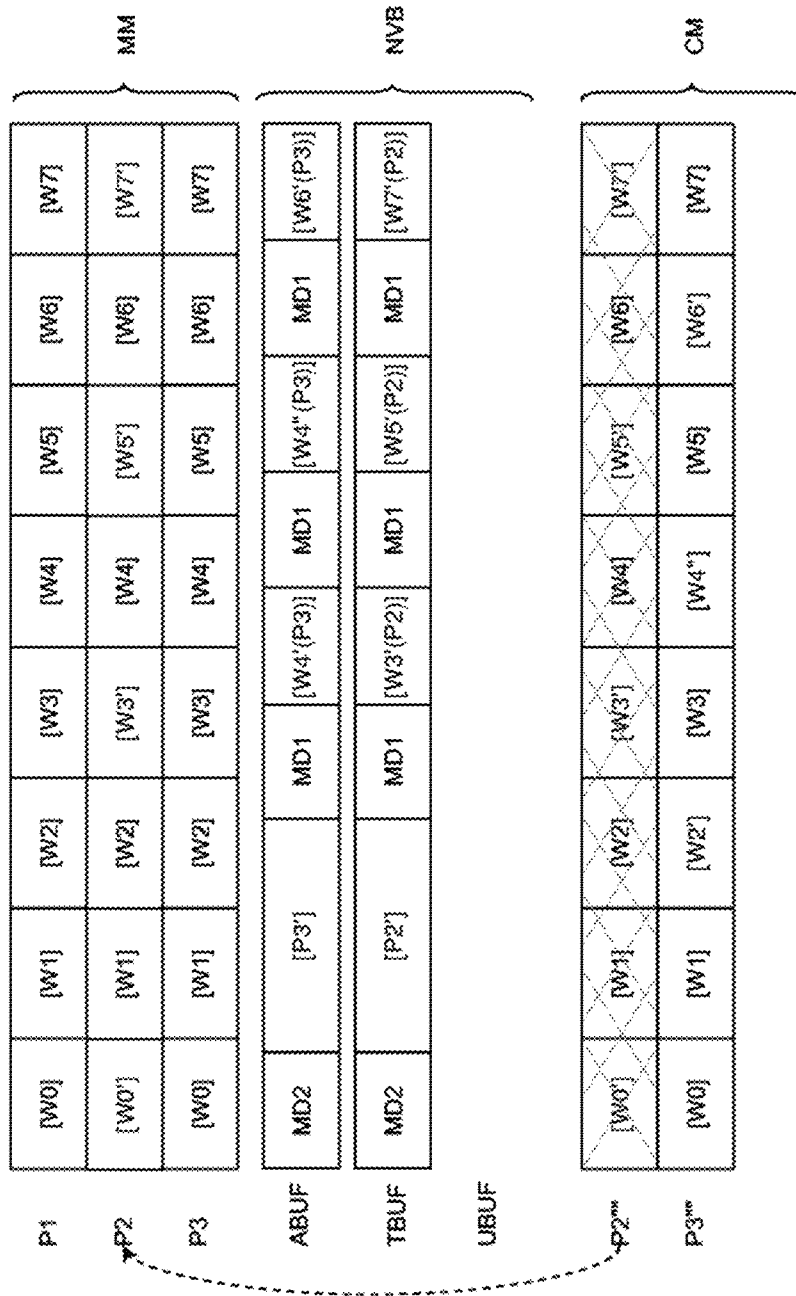 P1 [W0] [W1] [W2] [W3] [W4] [W5] [W6] [W7]
P2 [W0'] [W1] [W2] [W3'] [W4] [W5'] [W6] [W7'] MM
P3 [W0] [W1] [W2] [W3] [W4] [W5] [W6] [W7]
ABUF MD2 [P3'] MD1 [W4'(P3)] MD1 [W4"(P3)] MD1 [W6'(P3)]
TBUF MD2 [P2'] MD1 [W3'(P2)] MD1 [W5'(P2)] MD1 [W7'(P2)] NVB
UBUF
P2"" [W0'] [W1] [W2] [W3'] [W4] [W5'] [W6] [W7']
P3"" [W0] [W1] [W2'] [W3] [W4"] [W5] [W6'] [W7] CM